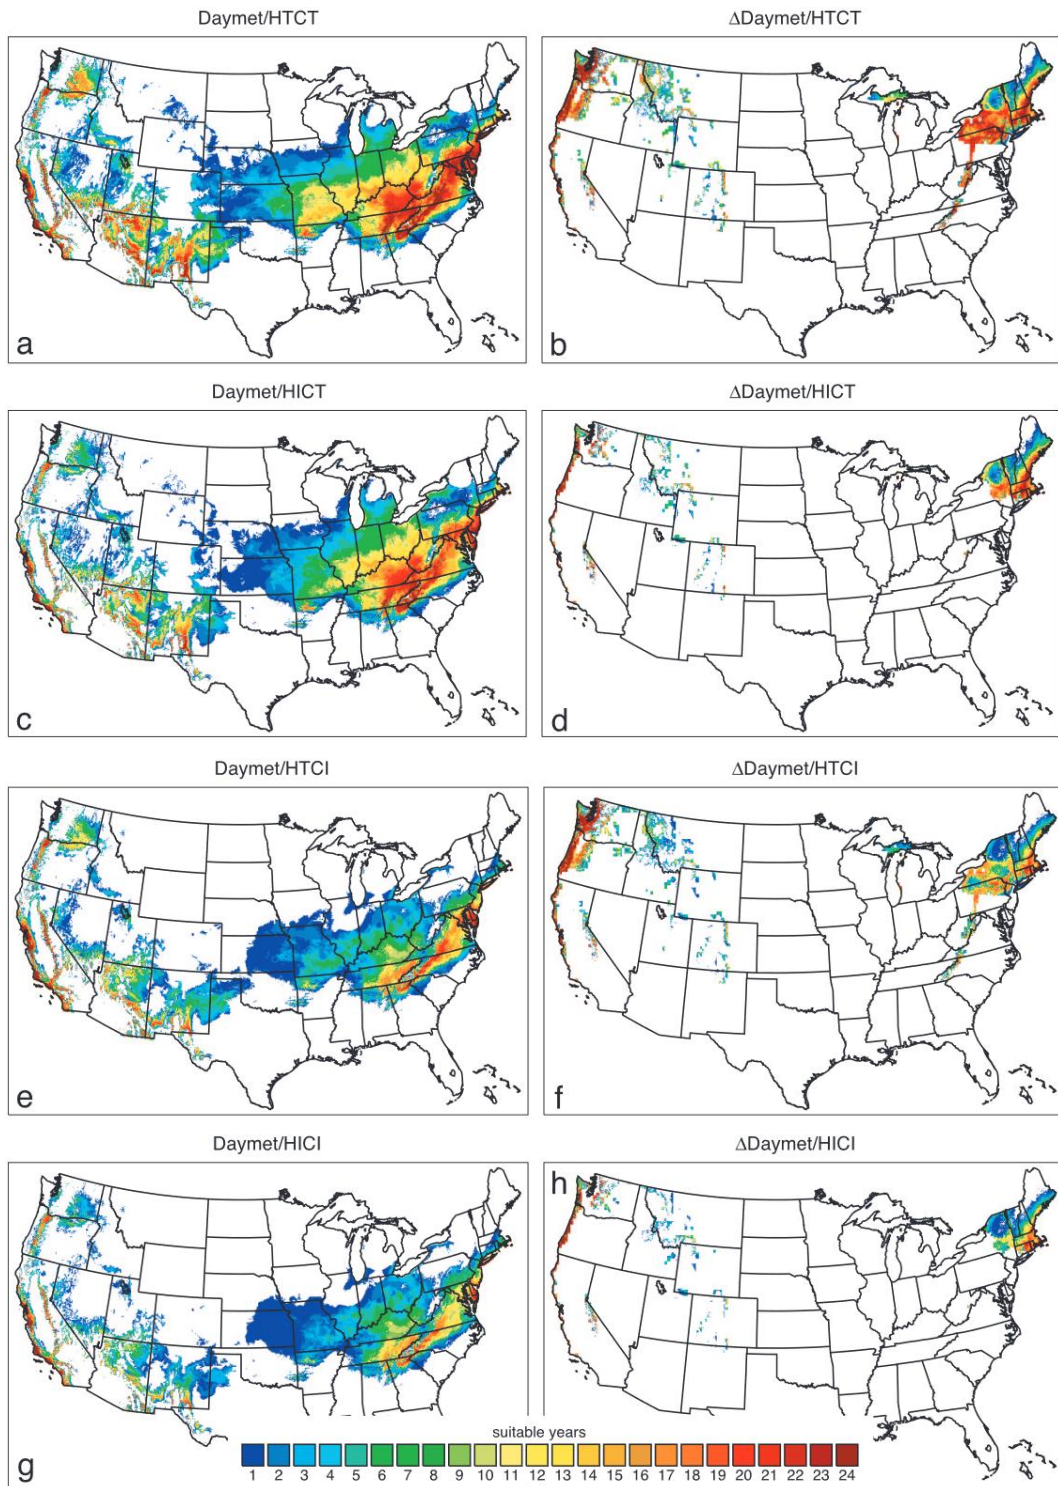 Daymet/HTCT
ΔDaymet/HTCT
a
b
Daymet/HICT
ΔDaymet/HICT
c
d
Daymet/HTCI
ΔDaymet/HTCI
e
f
Daymet/HICI
ΔDaymet/HICI
h
g
suitable years
1 2 3 4 5 6 7 8 9 10 11 12 13 14 15 16 17 18 19 20 21 22 23 24